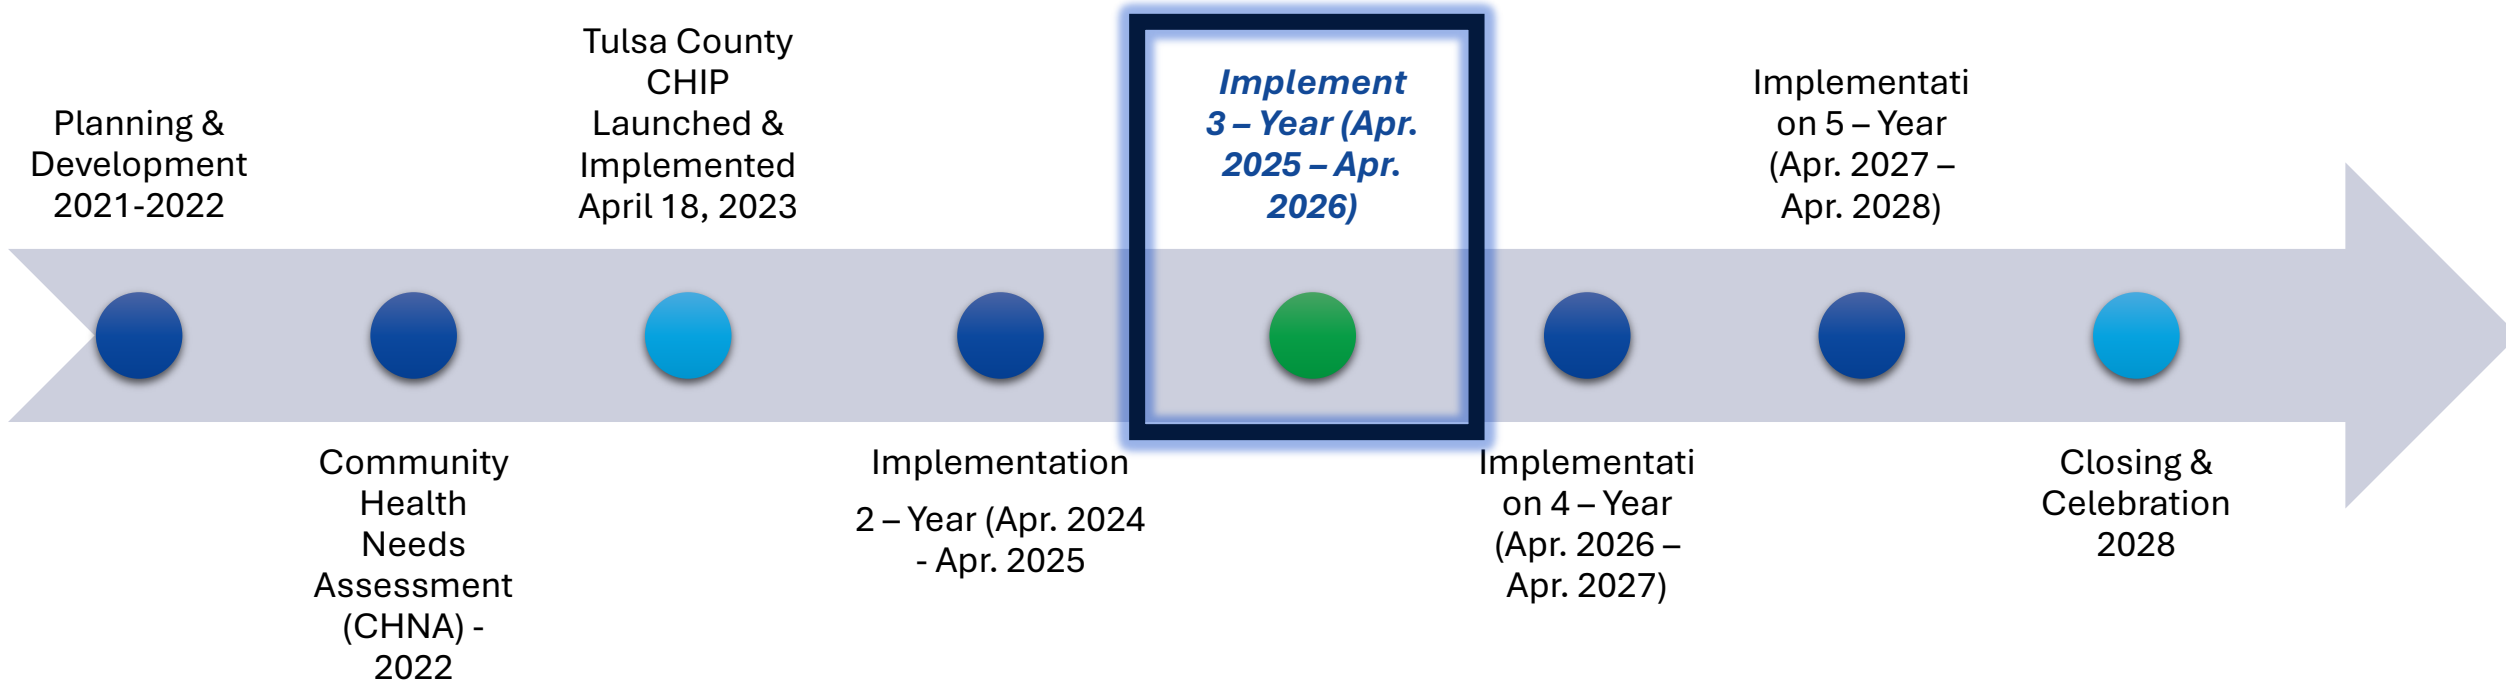 Planning &
Development
2021-2022
Community
Health
Needs
Assessment
(CHNA) -
2022
Tulsa County
CHIP
Launched &
Implemented
April 18, 2023
Implementation
2 – Year (Apr. 2024
- Apr. 2025
Implement
3 – Year (Apr.
2025 – Apr.
2026)
Implementati
on 4 – Year
(Apr. 2026 –
Apr. 2027)
Implementati
on 5 – Year
(Apr. 2027 –
Apr. 2028)
Closing &
Celebration
2028